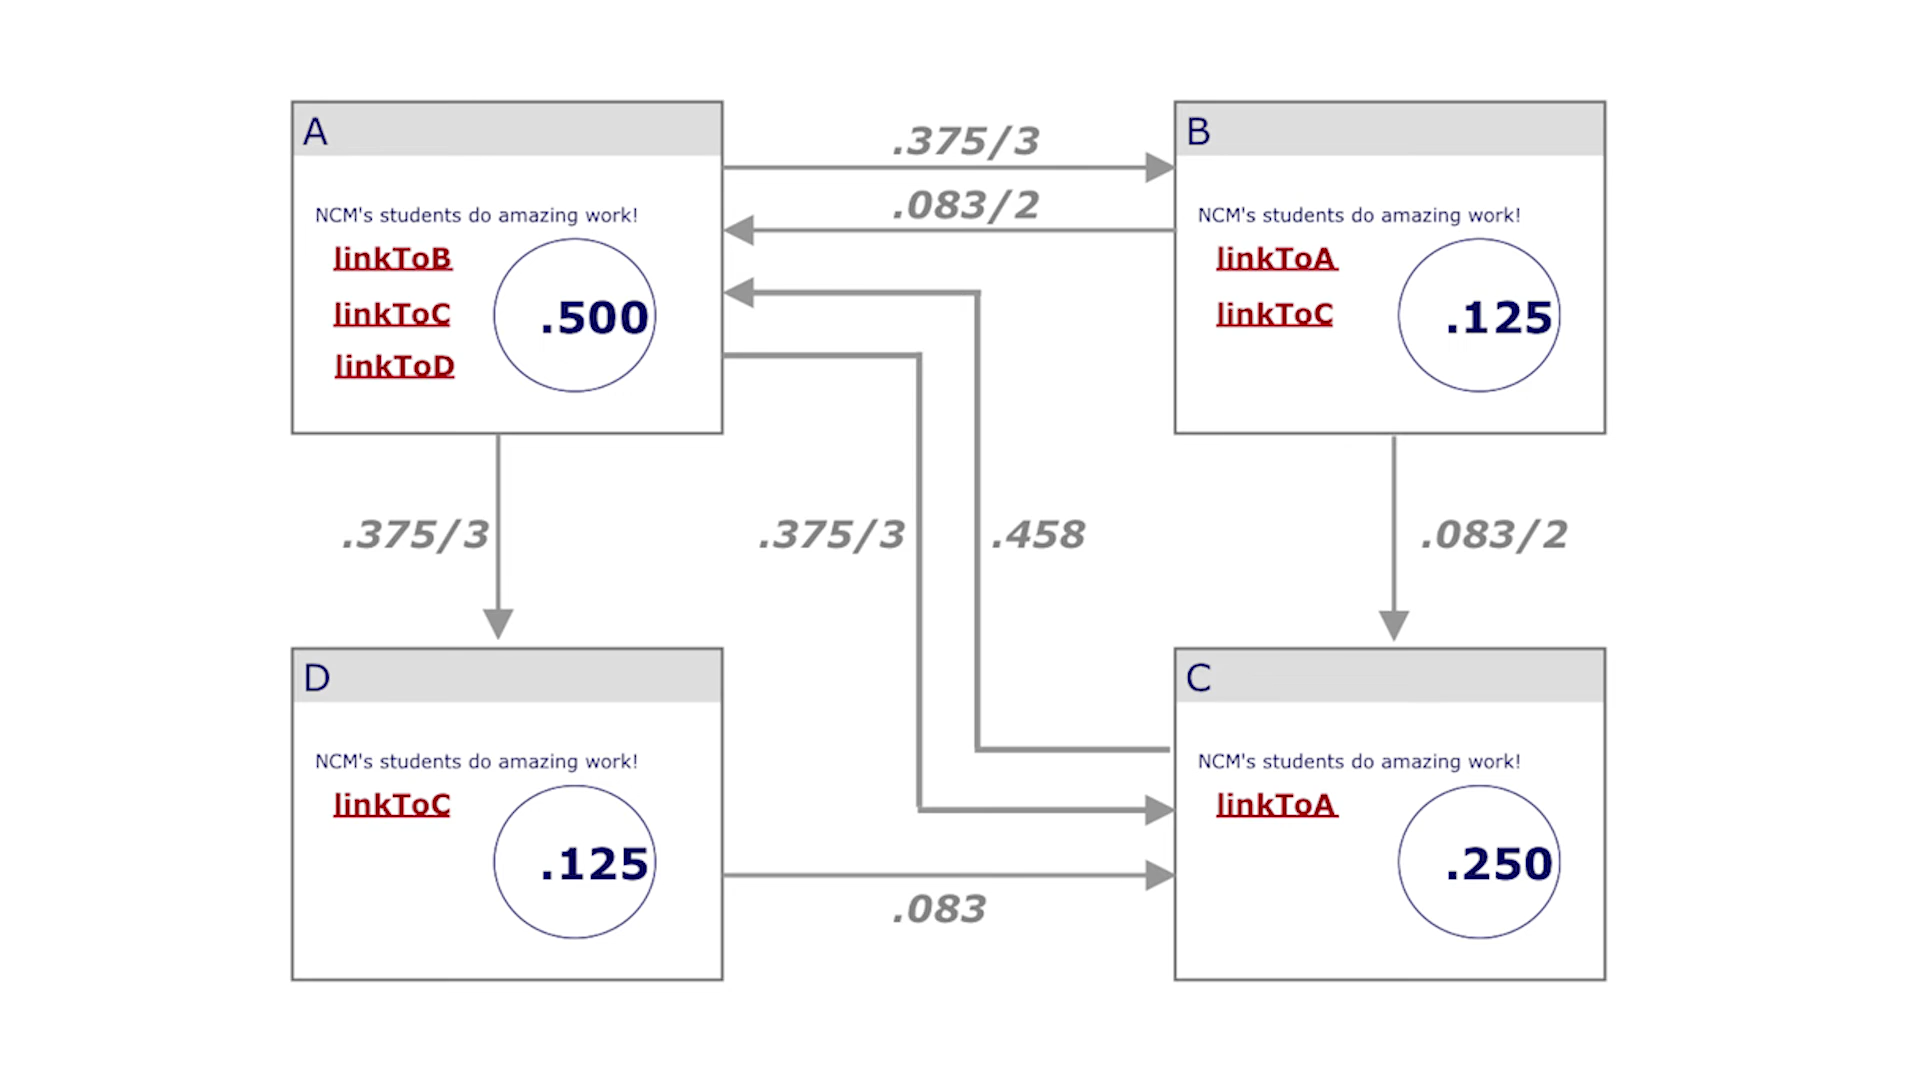 A
NCM's students do amazing work!
linkToB
linkToC
linkToD
.500
.375/3
.083/2
B
NCM's students do amazing work!
linkToA
linkToC
.125
.375/3
.375/3
.458
.083/2
D
NCM's students do amazing work!
linkToC
.125
.083
C
NCM's students do amazing work!
linkToA
.250